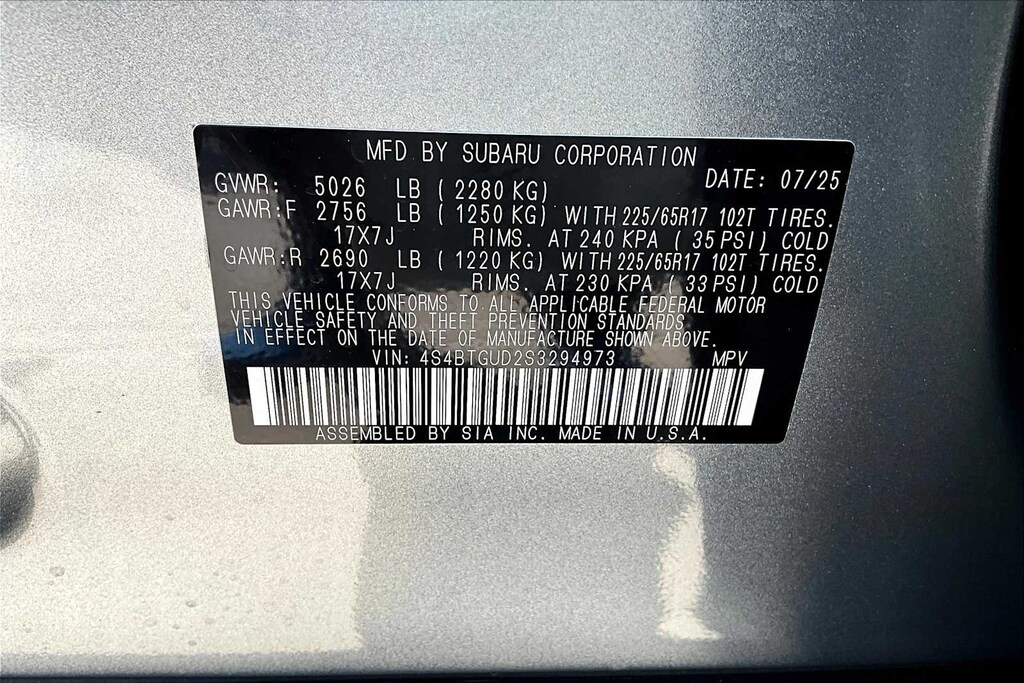 MFD BY SUBARU CORPORATION
GVWR: 5026 LB ( 2280 KG) DATE: 07/25
GAWR:F 2756 LB ( 1250 KG) WITH 225/65R17 102T TIRES.
17X7J RIMS. AT 240 KPA ( 35 PSI) COLD
GAWR:R 2690 LB ( 1220 KG) WITH 225/65R17 102T TIRES.
17X7J RIMS. AT 230 KPA ( 33 PSI) COLD
THIS VEHICLE CONFORMS TO ALL APPLICABLE FEDERAL MOTOR
VEHICLE SAFETY AND THEFT PREVENTION STANDARDS
IN EFFECT ON THE DATE OF MANUFACTURE SHOWN ABOVE.
VIN: 4S4BTGUD2S3294973 MPV
ASSEMBLED BY SIA INC. MADE IN U.S.A.